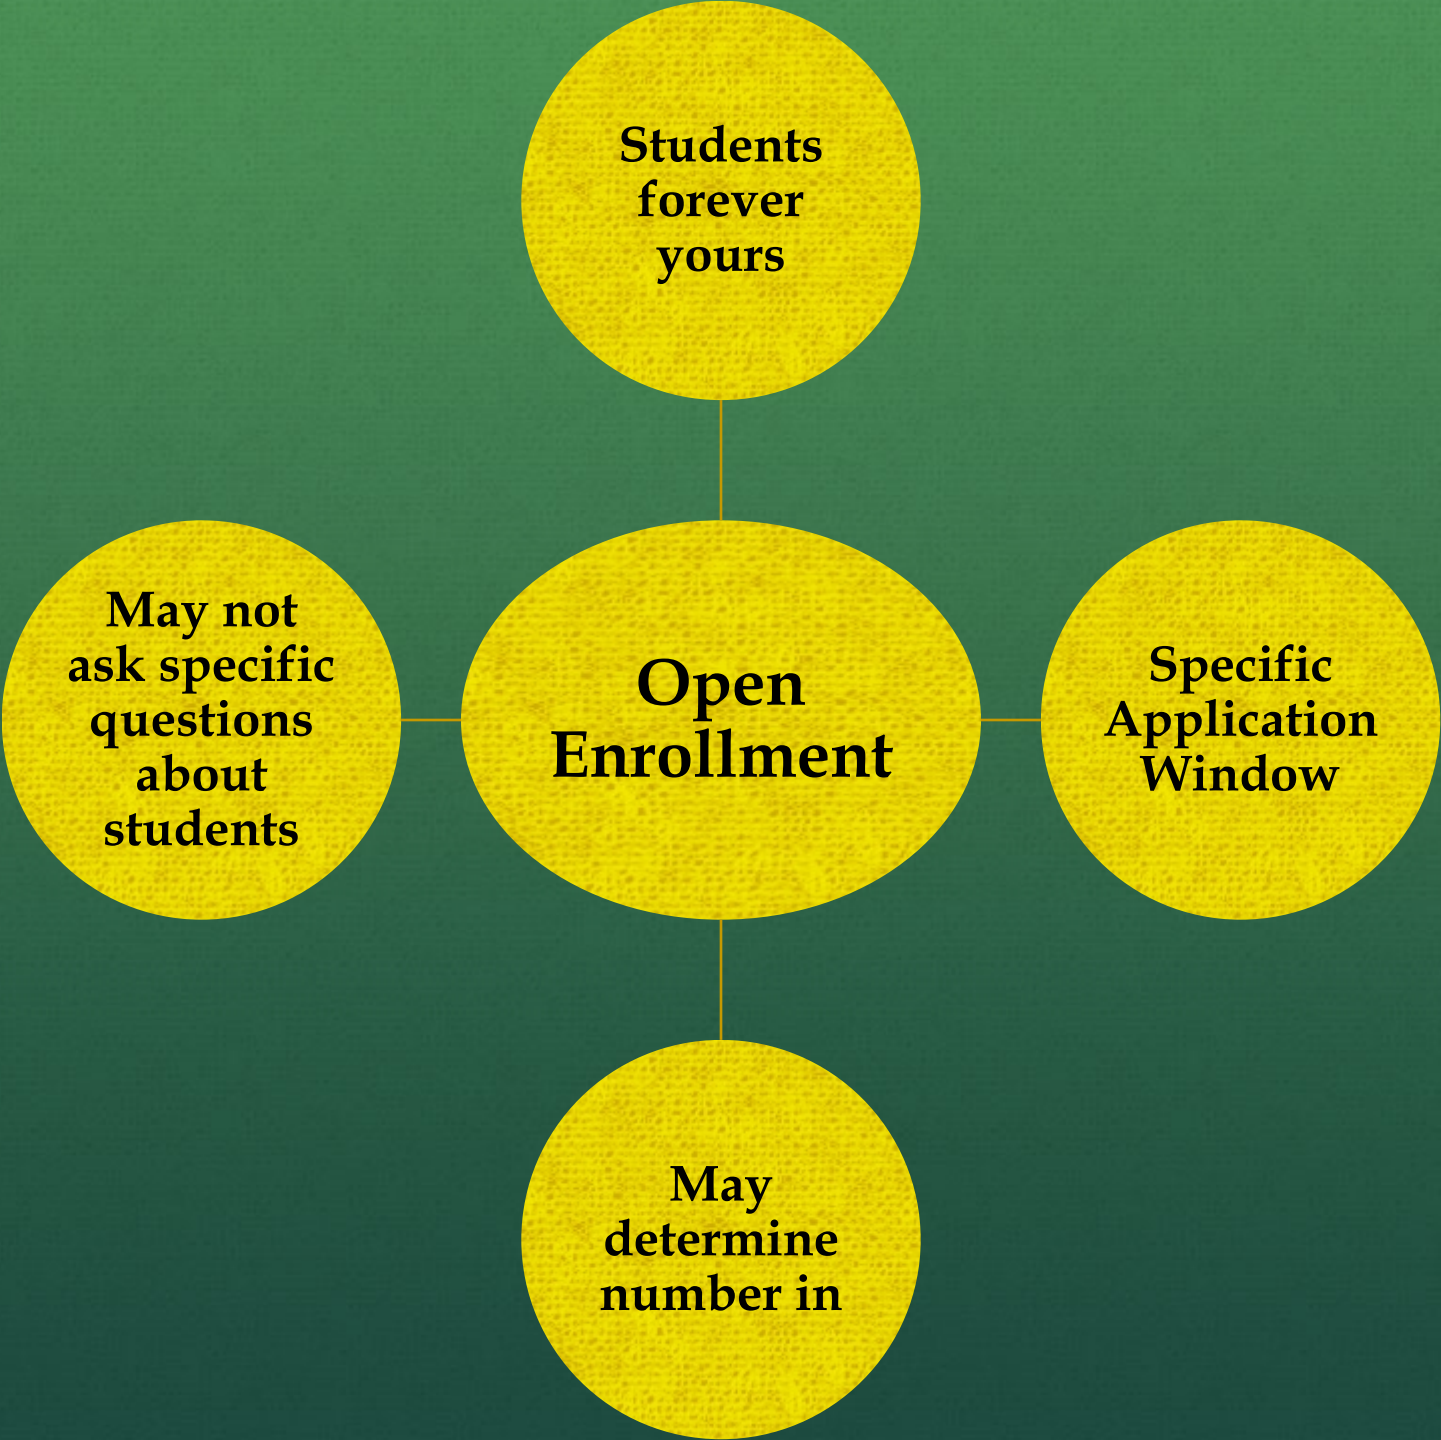 Students
forever
yours
May not
ask specific
questions
about
students
Open
Enrollment
Specific
Application
Window
May
determine
number in